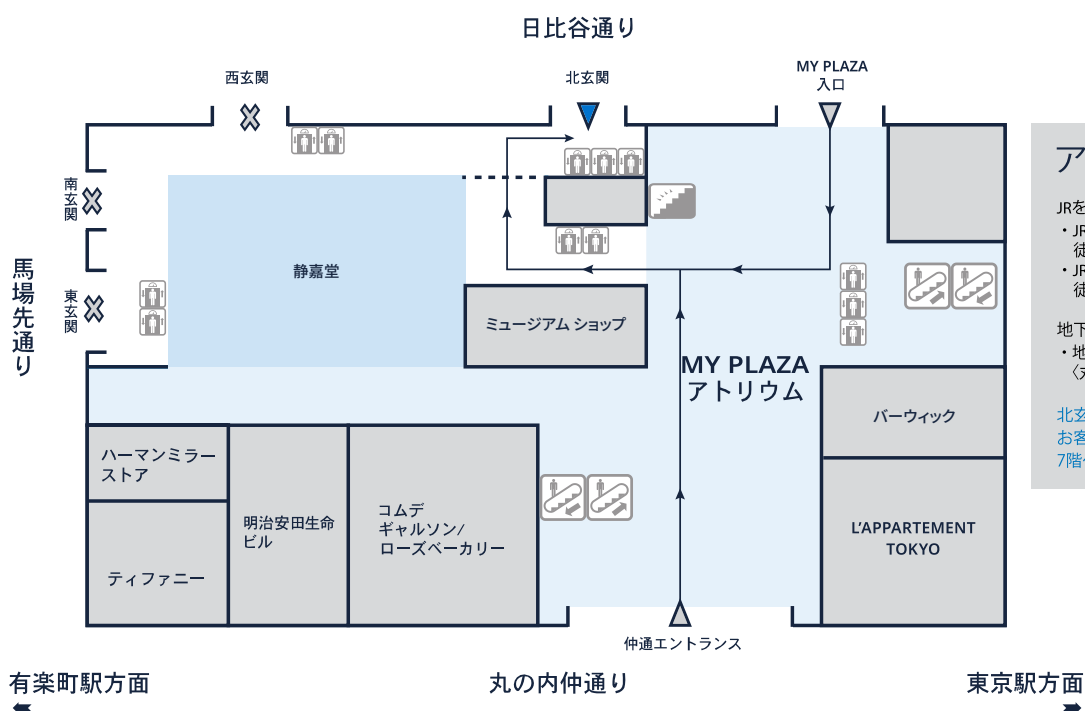 日比谷通り
西玄関
北玄関
MY PLAZA
入口
南玄関
東玄関
馬場先通り
静嘉堂
ミュージアム ショップ
MY PLAZA
アトリウム
バーウィック
L'APPARTEMENT
TOKYO
ハーマンミラー
ストア
ティファニー
明治安田生命
ビル
コムデ
ギャルソン/
ローズベーカリー
仲通エントランス
有楽町駅方面
丸の内仲通り
東京駅方面
ア
JRを
・JR
徒
・JR
徒
地下
・地
〈丸
北玄
お客
7階